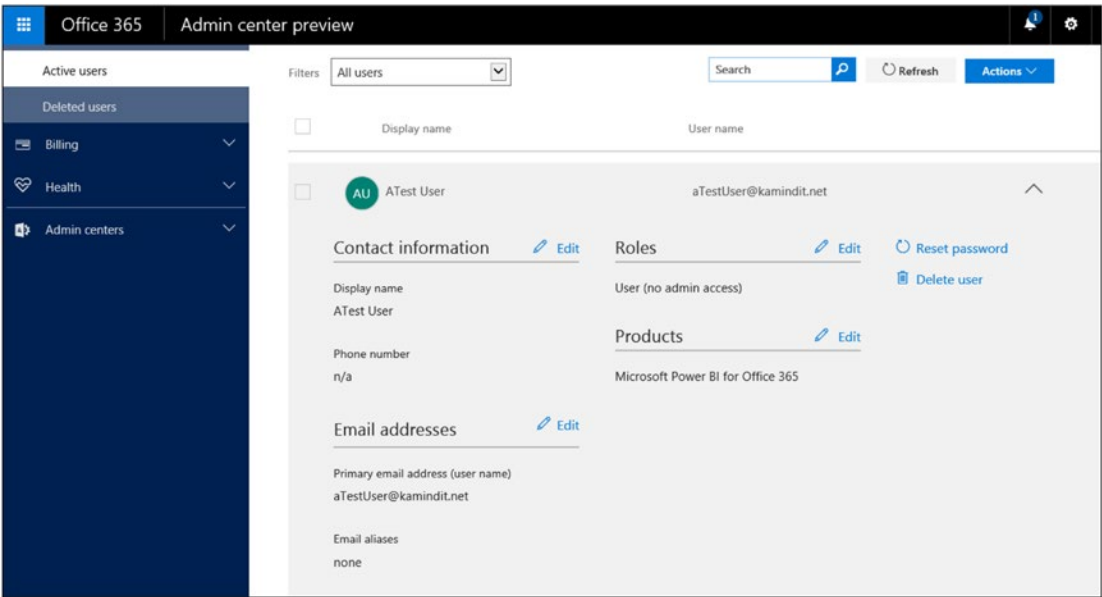 Office 365
Admin center preview
1
Active users
Deleted users
Billing
Health
Admin centers
Filters
All users
Search
Refresh
Actions
Display name
User name
AU
ATest User
aTestUser@kamindit.net
Contact information
Edit
Display name
ATest User
Phone number
n/a
Email addresses
Edit
Primary email address (user name)
aTestUser@kamindit.net
Email aliases
none
Roles
Edit
User (no admin access)
Products
Edit
Microsoft Power BI for Office 365
Reset password
Delete user